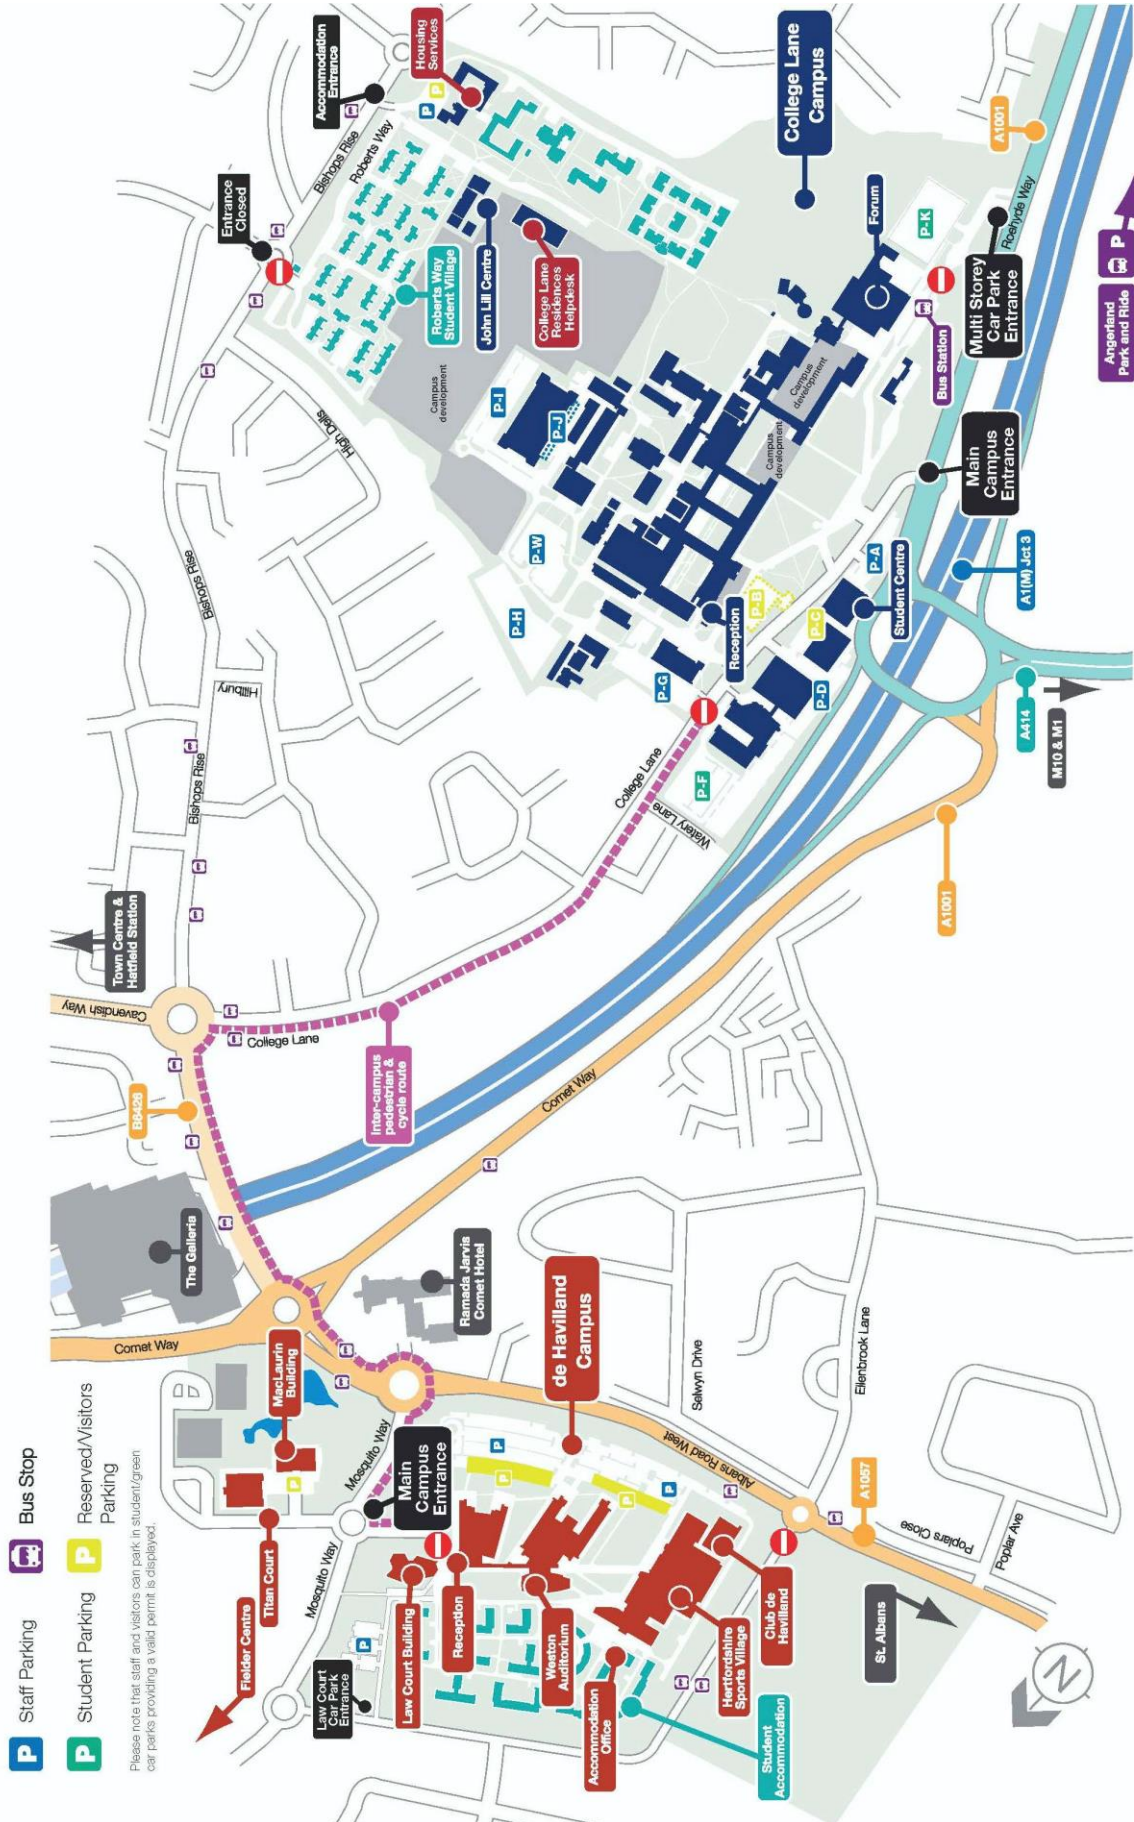 P Staff Parking
Bus Stop
P Student Parking
P Reserved/Visitors
Parking
Please note that staff and visitors can park in student/green
car parks providing a valid permit is displayed.
Fielder Centre
Titan Court
MacLaurin
Building
P
Comet Way
The Galleria
B6426
Cavendish Way
Town Centre &
Hatfield Station
Bishops Rise
Hillbury
Bishops Rise
High Dells
Entrance
Closed
Bishops Rise
Accommodation
Entrance
Roberts Way
P
P
Housing
Services
Mosquito Way
Mosquito Way
Law Court
Car Park
Entrance
P
Law Court Building
Main
Campus
Entrance
Reception
P
P
Weston
Auditorium
P
P
Accommodation
Office
Hertfordshire
Sports Village
Club de
Havilland
Student
Accommodation
de Havilland
Campus
Ramada Jarvis
Comet Hotel
Inter-campus
pedestrian &
cycle route
College Lane
Comet Way
College Lane
Watery Lane
Albans Road West
Selwyn Drive
Ellenbrook Lane
A1057
Poplars Close
Poplar Ave
St. Albans
N
Roberts Way
Student Village
John Lill Centre
College Lane
Residences
Helpdesk
Campus
development
P-I
P-J
P-W
P-H
P-G
P-F
P-D
P-C
P-B
P-A
Reception
Student Centre
Campus
development
Campus
development
Forum
P-K
College Lane
Campus
Bus Station
Main
Campus
Entrance
Multi Storey
Car Park
Entrance
Roehyde Way
A1001
A1(M) Jct 3
A414
M10 & M1
A1001
Angerland
Park and Ride
P